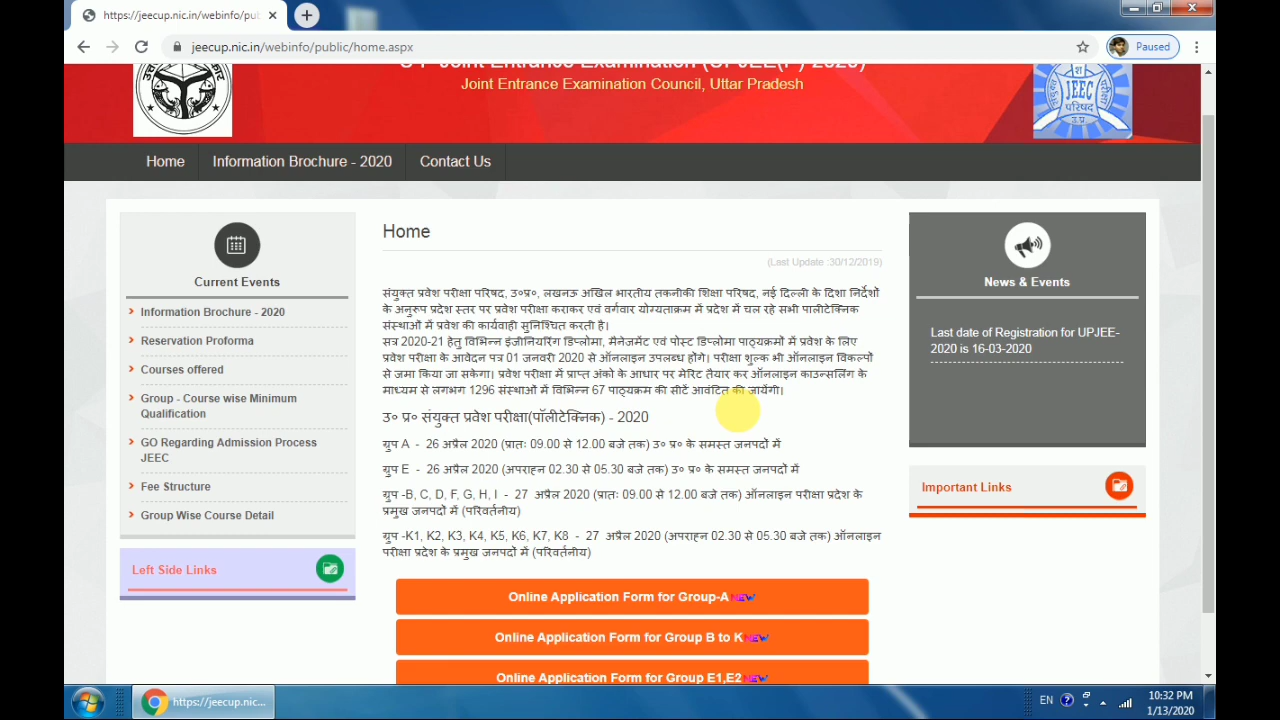 https://jeecup.nic.in/webinfo/pub
jeecup.nic.in/webinfo/public/home.aspx
Paused
Joint Entrance Examination (UPJEE(P)-2020)
Joint Entrance Examination Council, Uttar Pradesh
JEEC
परिषद
उ.प्र.
Home
Information Brochure - 2020
Contact Us
Current Events
Information Brochure - 2020
Reservation Proforma
Courses offered
Group - Course wise Minimum
Qualification
GO Regarding Admission Process
JEEC
Fee Structure
Group Wise Course Detail
Left Side Links
Home
(Last Update :30/12/2019)
संयुक्त प्रवेश परीक्षा परिषद, उ०प्र०, लखनऊ अखिल भारतीय तकनीकी शिक्षा परिषद, नई दिल्ली के दिशा निर्देशो
के अनुरुप प्रदेश स्तर पर प्रवेश परीक्षा कराकर एवं वर्गवार योग्यताक्रम में प्रदेश में चल रहे सभी पालीटेक्निक
संस्थाओं में प्रवेश की कार्यवाही सुनिश्चित करती है।
सत्र 2020-21 हेतु विभिन्न इंजीनियरिंग डिप्लोमा, मैनेजमेंट एवं पोस्ट डिप्लोमा पाठ्यक्रमों में प्रवेश के लिए
प्रवेश परीक्षा के आवेदन पत्र 01 जनवरी 2020 से ऑनलाइन उपलब्ध होंगे। परीक्षा शुल्क भी ऑनलाइन विकल्पो
से जमा किया जा सकेगा। प्रवेश परीक्षा में प्राप्त अंको के आधार पर मेरिट तैयार कर ऑनलाइन काउन्सलिंग के
माध्यम से लगभग 1296 संस्थाओं में विभिन्न 67 पाठ्यक्रम की सीटें आवंटित की जायेंगी।
उ० प्र० संयुक्त प्रवेश परीक्षा(पॉलीटेक्निक) - 2020
ग्रुप A - 26 अप्रैल 2020 (प्रातः 09.00 से 12.00 बजे तक) उ० प्र० के समस्त जनपदों में
ग्रुप E - 26 अप्रैल 2020 (अपराह्न 02.30 से 05.30 बजे तक) उ० प्र० के समस्त जनपदों में
ग्रुप -B, C, D, F, G, H, I - 27 अप्रैल 2020 (प्रातः 09.00 से 12.00 बजे तक) ऑनलाइन परीक्षा प्रदेश के
प्रमुख जनपदों में (परिवर्तनीय)
ग्रुप -K1, K2, K3, K4, K5, K6, K7, K8 - 27 अप्रैल 2020 (अपराह्न 02.30 से 05.30 बजे तक) ऑनलाइन
परीक्षा प्रदेश के प्रमुख जनपदों में (परिवर्तनीय)
Online Application Form for Group-A NEW
Online Application Form for Group B to K NEW
Online Application Form for Group E1,E2 NEW
News & Events
Last date of Registration for UPJEE-
2020 is 16-03-2020
Important Links
https://jeecup.nic...
EN
10:32 PM
1/13/2020